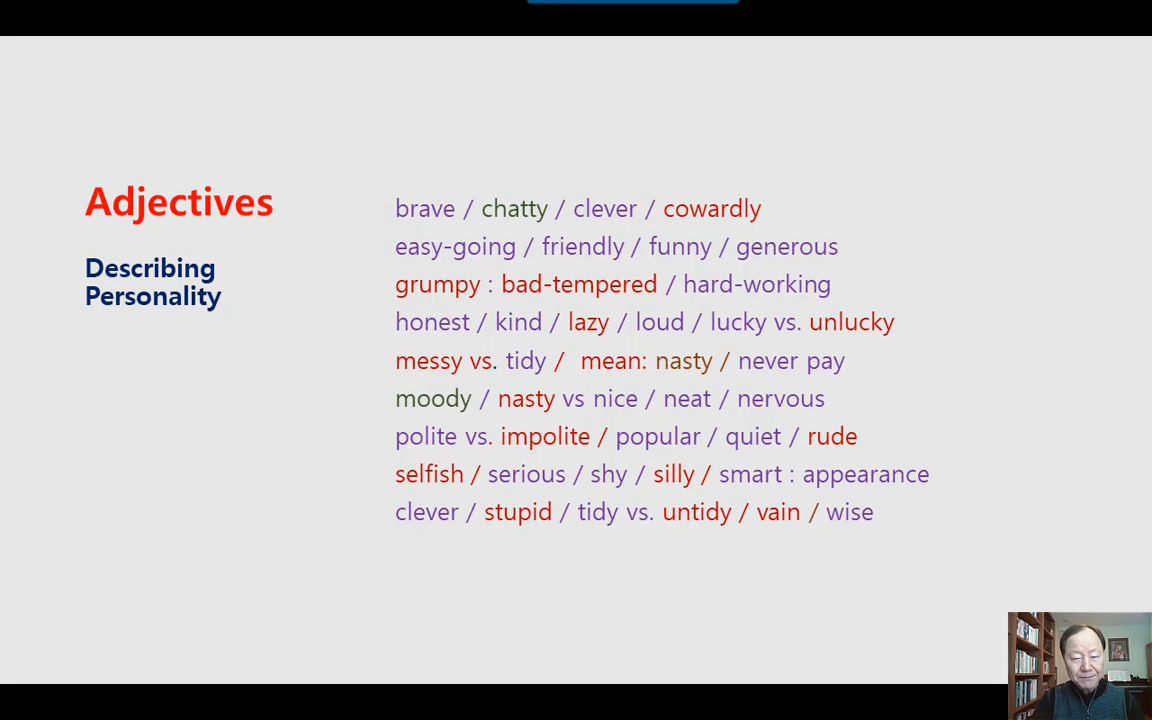 Adjectives
Describing
Personality
brave / chatty / clever / cowardly
easy-going / friendly / funny / generous
grumpy : bad-tempered / hard-working
honest / kind / lazy / loud / lucky vs. unlucky
messy vs. tidy / mean: nasty / never pay
moody / nasty vs nice / neat / nervous
polite vs. impolite / popular / quiet / rude
selfish / serious / shy / silly / smart : appearance
clever / stupid / tidy vs. untidy / vain / wise